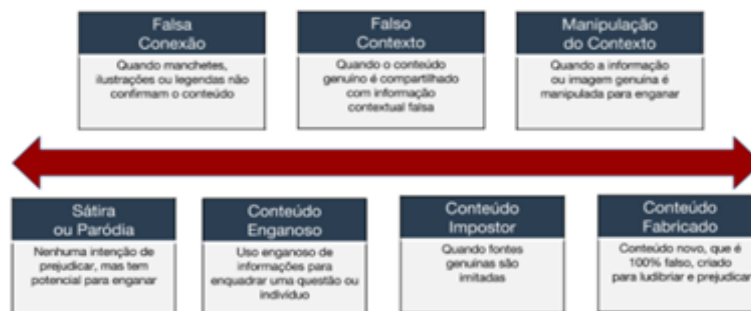 Falsa
Conexão
Quando manchetes,
ilustrações ou legendas não
confirmam o conteúdo
Falso
Contexto
Quando o conteúdo
genuíno é compartilhado
com informação
contextual falsa
Manipulação
do Contexto
Quando a informação
ou imagem genuína é
manipulada para enganar
Sátira
ou Paródia
Nenhuma intenção de
prejudicar, mas tem
potencial para enganar
Conteúdo
Enganoso
Uso enganoso de
informações para
enquadrar uma questão ou
indivíduo
Conteúdo
Impostor
Quando fontes
genuínas são
imitadas
Conteúdo
Fabricado
Conteúdo novo, que é
100% falso, criado
para ludibriar e prejudicar